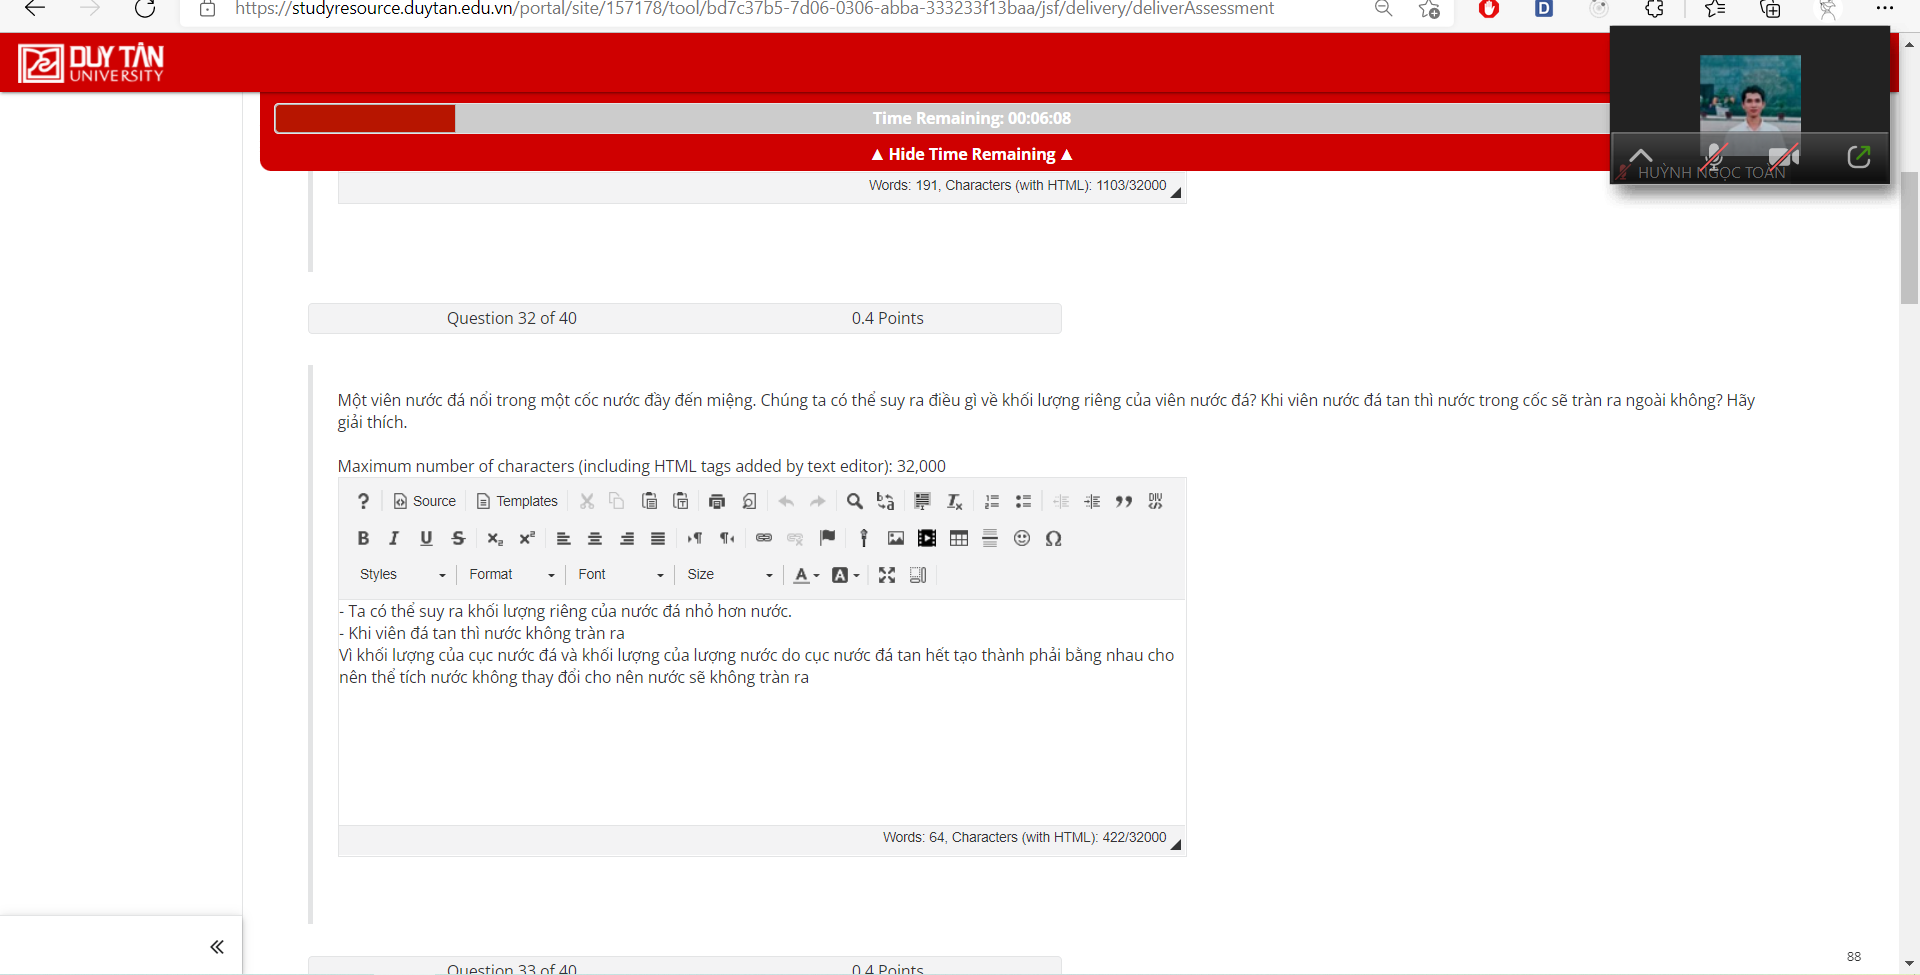 https://studyresource.duytan.edu.vn/portal/site/157178/tool/bd7c37b5-7d06-0306-abba-333233f13baa/jsf/delivery/deliverAssessment
DUY TÂN
UNIVERSITY
Time Remaining: 00:06:08
▲ Hide Time Remaining ▲
HUỲNH NGỌC TOÀN
Words: 191, Characters (with HTML): 1103/32000
Question 32 of 40 0.4 Points
Một viên nước đá nổi trong một cốc nước đầy đến miệng. Chúng ta có thể suy ra điều gì về khối lượng riêng của viên nước đá? Khi viên nước đá tan thì nước trong cốc sẽ tràn ra ngoài không? Hãy
giải thích.
Maximum number of characters (including HTML tags added by text editor): 32,000
Source Templates
Styles Format Font Size
- Ta có thể suy ra khối lượng riêng của nước đá nhỏ hơn nước.
- Khi viên đá tan thì nước không tràn ra
Vì khối lượng của cục nước đá và khối lượng của lượng nước do cục nước đá tan hết tạo thành phải bằng nhau cho
nên thể tích nước không thay đổi cho nên nước sẽ không tràn ra
Words: 64, Characters (with HTML): 422/32000
Question 33 of 40 0.4 Points
88